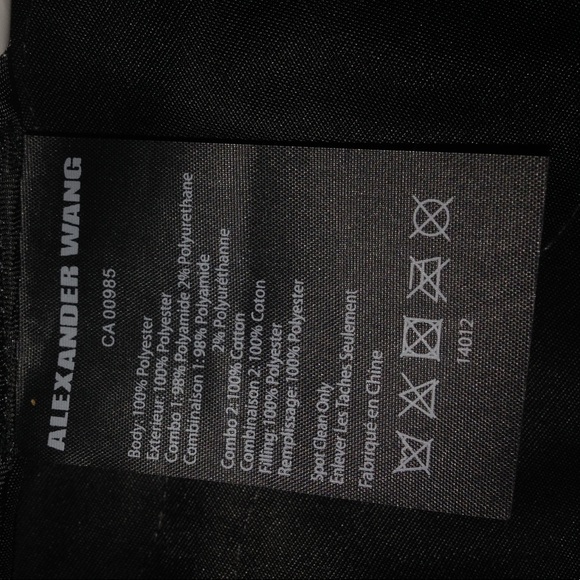 ALEXANDER WANG
CA 00985
Body: 100% Polyester
Exterieur: 100% Polyester
Combo 1: 98% Polyamide 2% Polyurethane
Combinaison 1: 98% Polyamide
2% Polyuréthanne
Combo 2: 100% Cotton
Combinaison 2: 100% Coton
Filling: 100% Polyester
Remplissage: 100% Polyester
Spot Clean Only
Enlever Les Taches Seulement
Fabriqué en Chine
14012